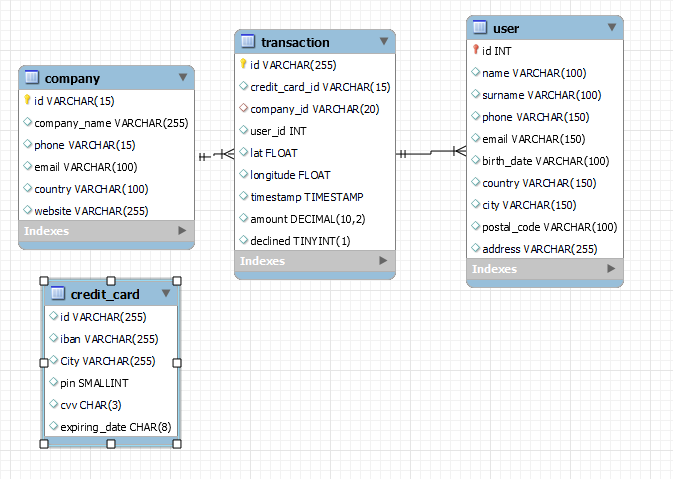 company
id VARCHAR(15)
company_name VARCHAR(255)
phone VARCHAR(15)
email VARCHAR(100)
country VARCHAR(100)
website VARCHAR(255)
Indexes
transaction
id VARCHAR(255)
credit_card_id VARCHAR(15)
company_id VARCHAR(20)
user_id INT
lat FLOAT
longitude FLOAT
timestamp TIMESTAMP
amount DECIMAL(10,2)
declined TINYINT(1)
Indexes
user
id INT
name VARCHAR(100)
surname VARCHAR(100)
phone VARCHAR(150)
email VARCHAR(150)
birth_date VARCHAR(100)
country VARCHAR(150)
city VARCHAR(150)
postal_code VARCHAR(100)
address VARCHAR(255)
Indexes
credit_card
id VARCHAR(255)
iban VARCHAR(255)
City VARCHAR(255)
pin SMALLINT
cvv CHAR(3)
expiring_date CHAR(8)